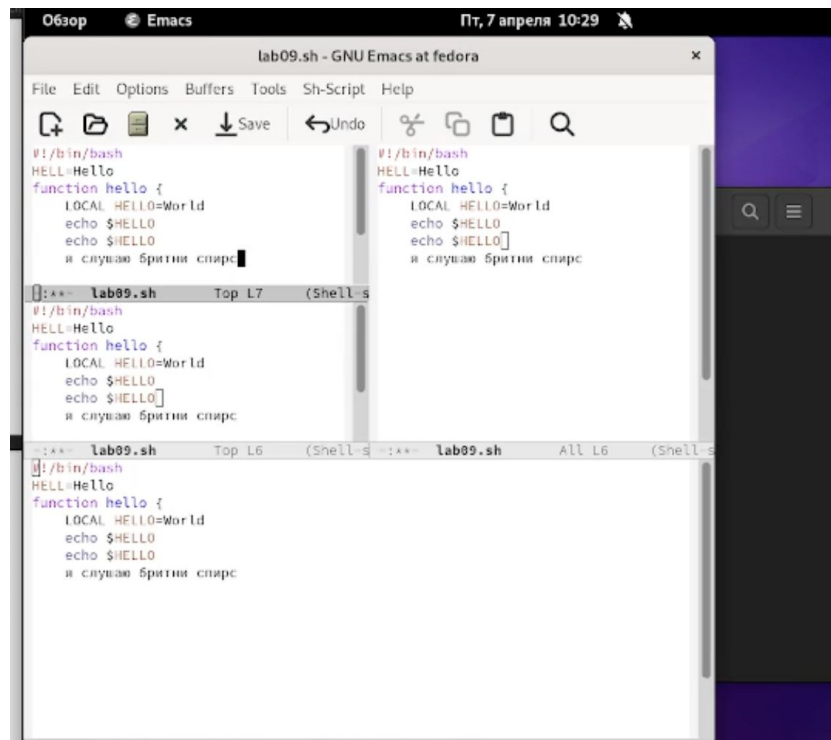 Обзор Emacs Пт, 7 апреля 10:29
lab09.sh - GNU Emacs at fedora
File Edit Options Buffers Tools Sh-Script Help
Save Undo
#!/bin/bash
HELL=Hello
function hello {
LOCAL HELLO=World
echo $HELLO
echo $HELLO
я слушаю бритни спирс
:**- lab09.sh Top L7 (Shell-s
#!/bin/bash
HELL=Hello
function hello {
LOCAL HELLO=World
echo $HELLO
echo $HELLO
я слушаю бритни спирс
-:**- lab09.sh Top L6 (Shell-s
#!/bin/bash
HELL=Hello
function hello {
LOCAL HELLO=World
echo $HELLO
echo $HELLO
я слушаю бритни спирс
-:**- lab09.sh All L6 (Shell-s
#!/bin/bash
HELL=Hello
function hello {
LOCAL HELLO=World
echo $HELLO
echo $HELLO
я слушаю бритни спирс